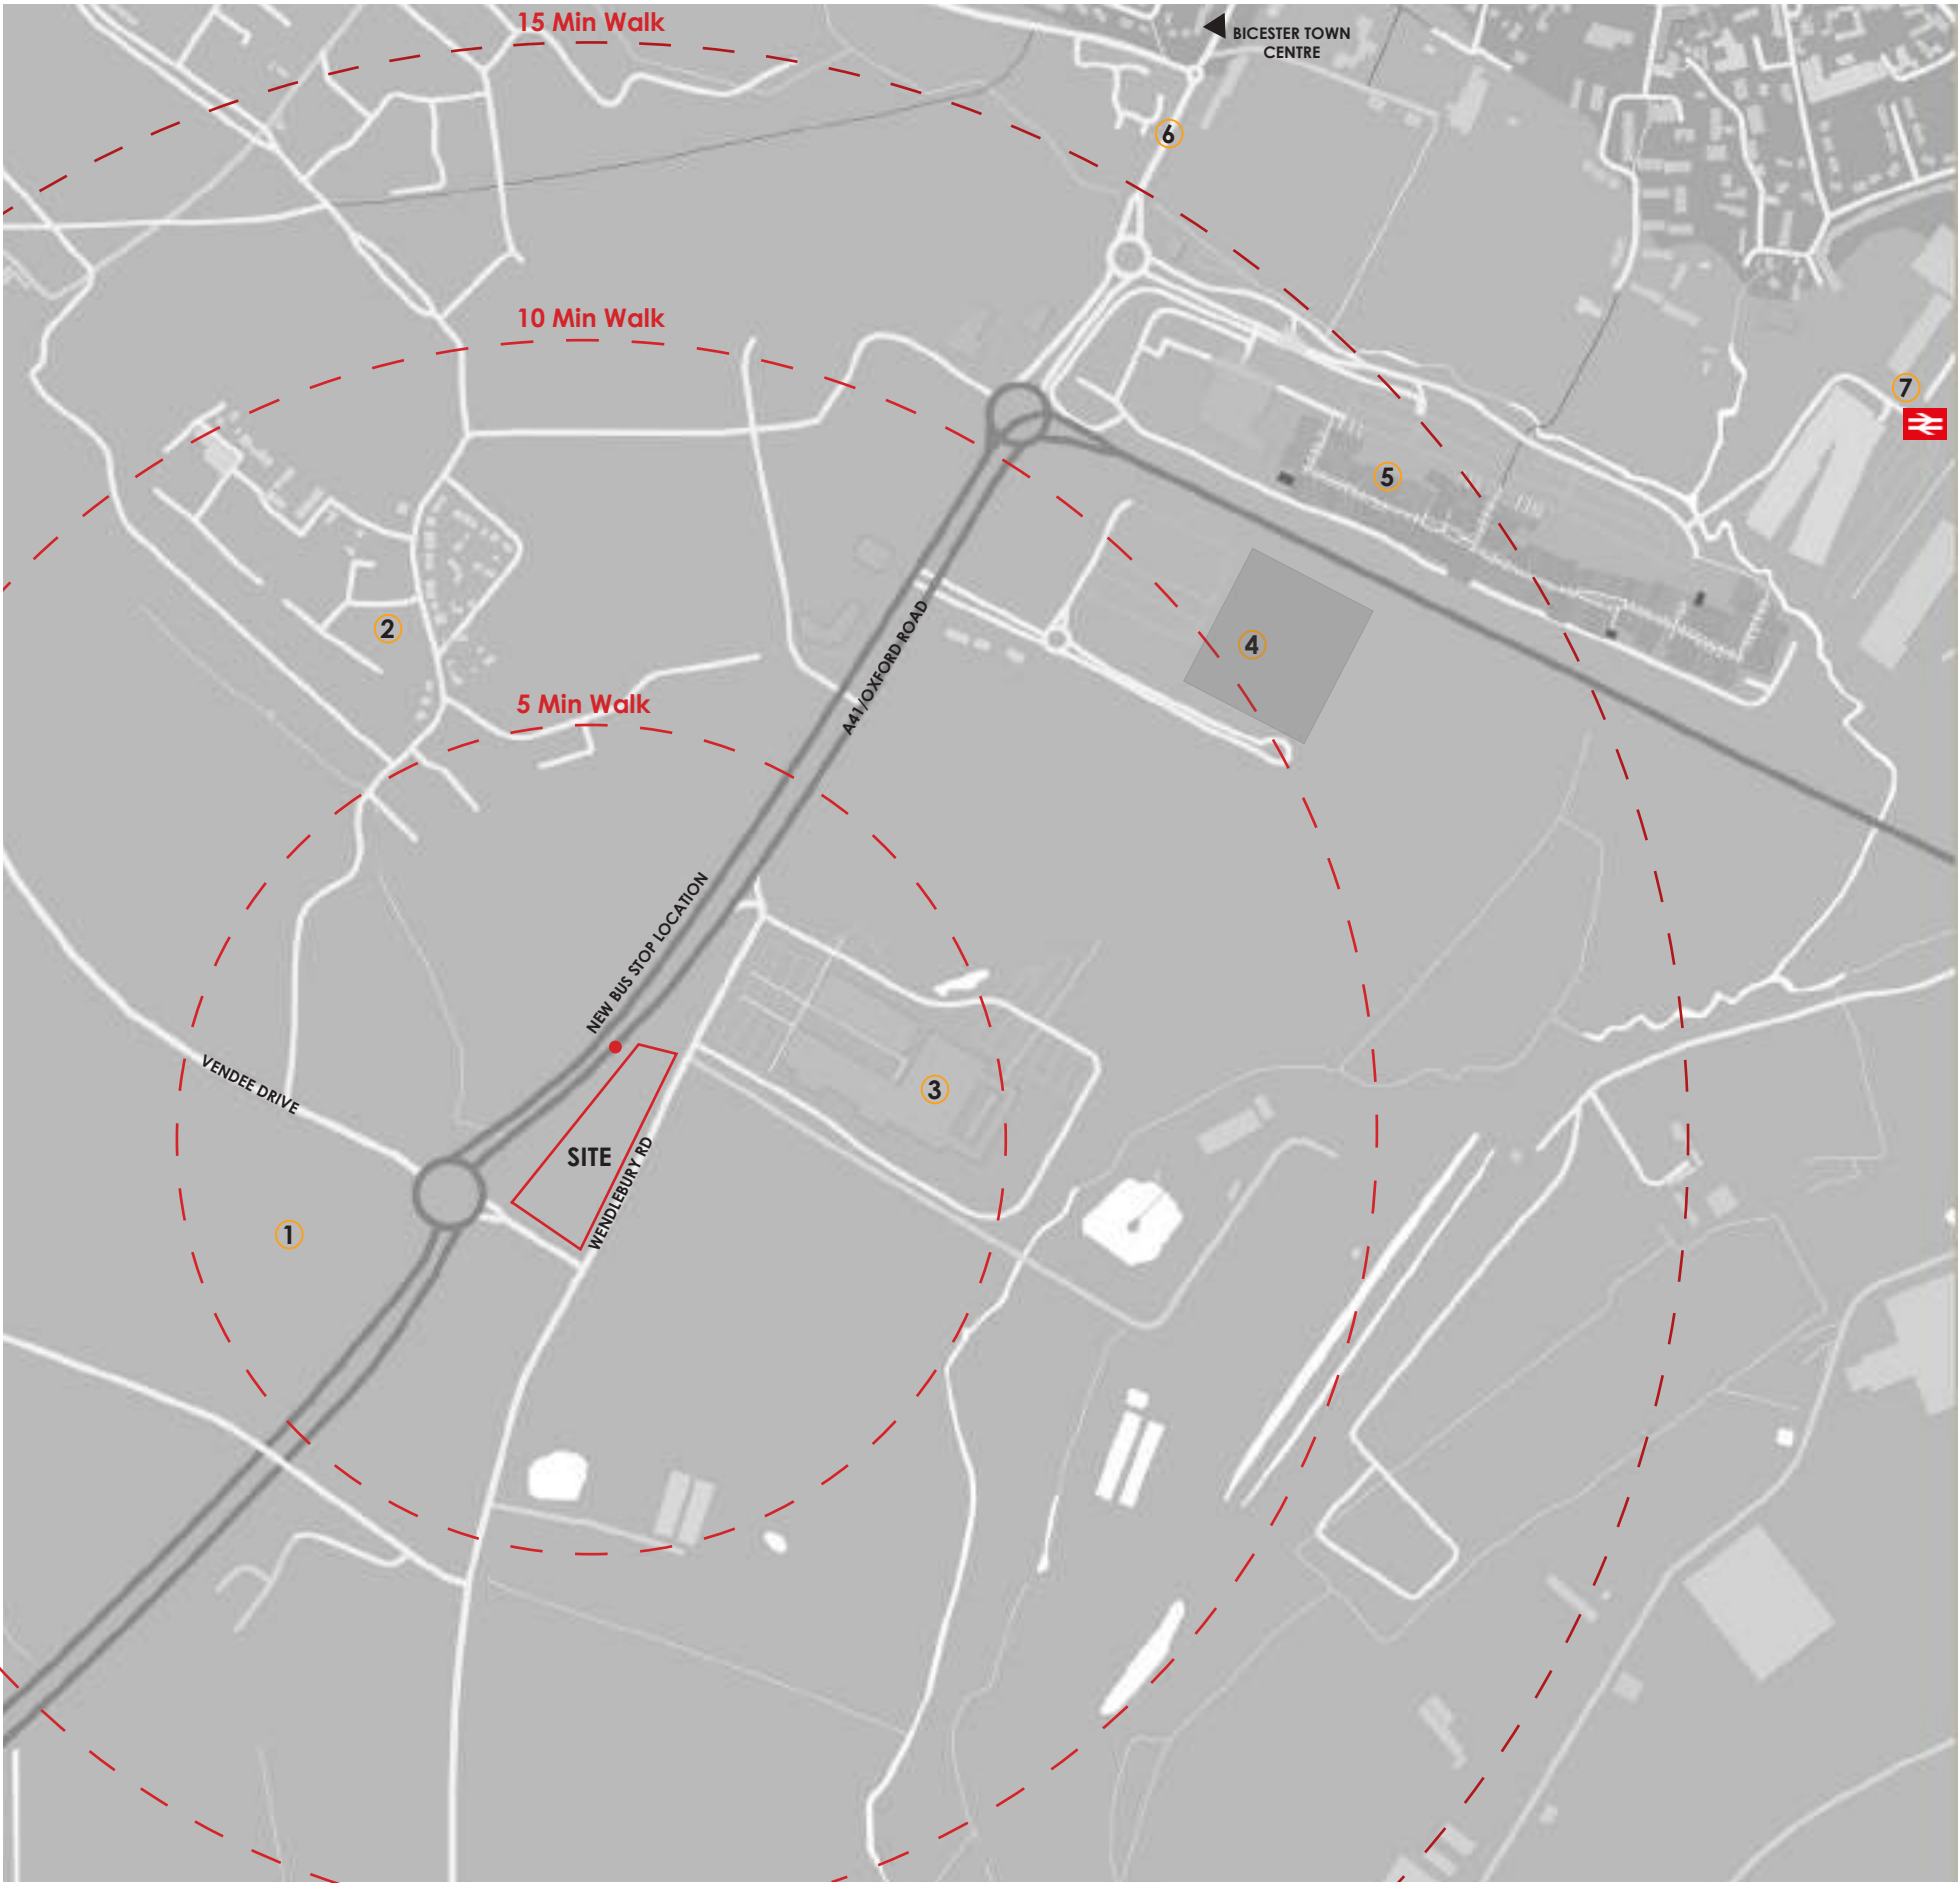 15 Min Walk
BICESTER TOWN
CENTRE
6
10 Min Walk
7
5
2
4
A41/OXFORD ROAD
5 Min Walk
NEW BUS STOP LOCATION
VENDEE DRIVE
3
SITE
WENDLEBURY RD
1